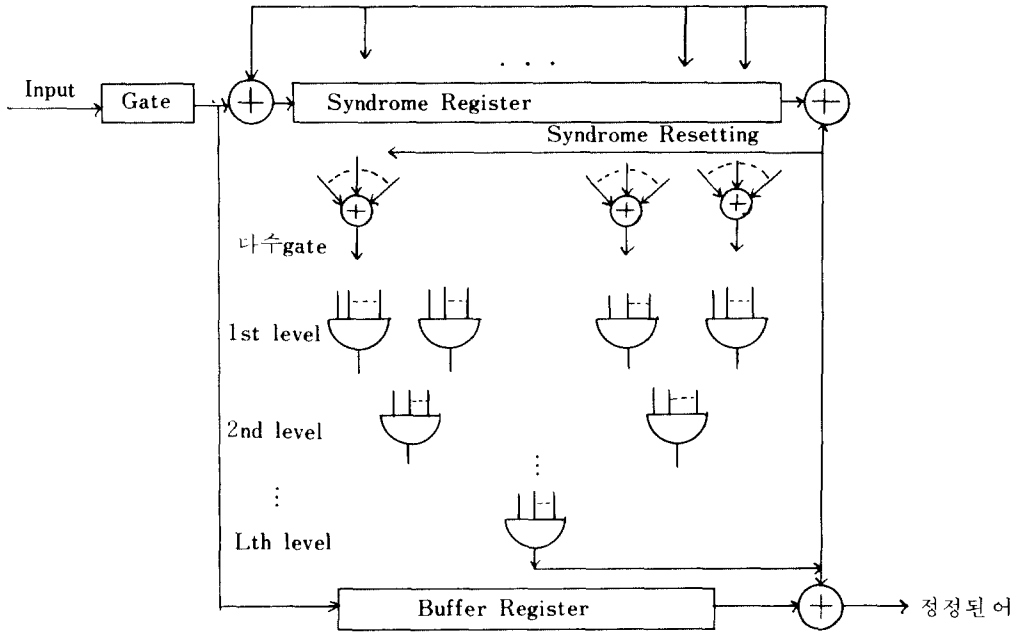 Input
Gate
Syndrome Register
Syndrome Resetting
다수gate
1st level
2nd level
Lth level
Buffer Register
정정된 어